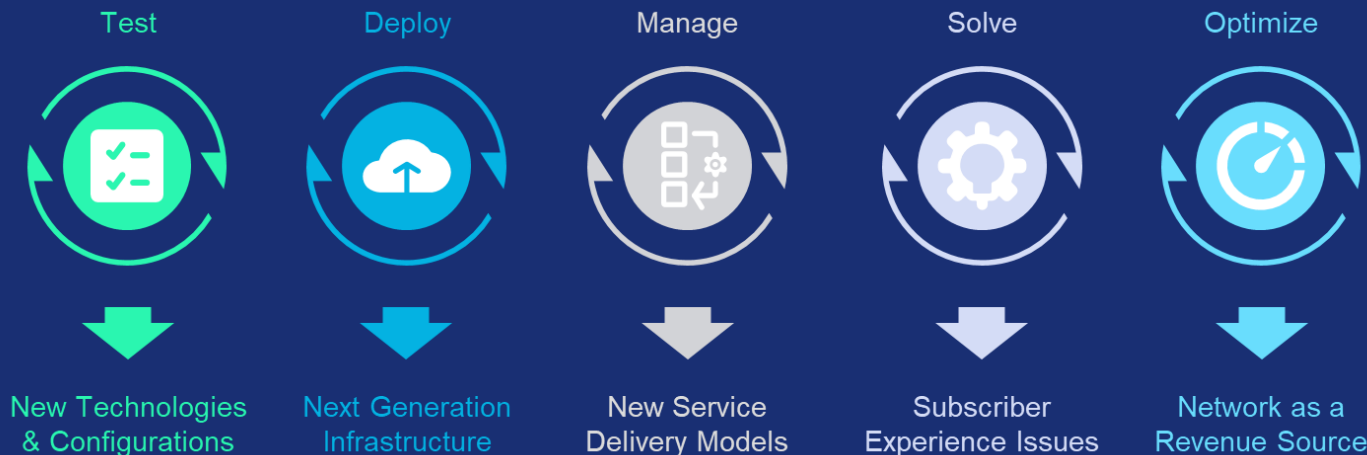 Test
Deploy
Manage
Solve
Optimize
New Technologies
& Configurations
Next Generation
Infrastructure
New Service
Delivery Models
Subscriber
Experience Issues
Network as a
Revenue Source